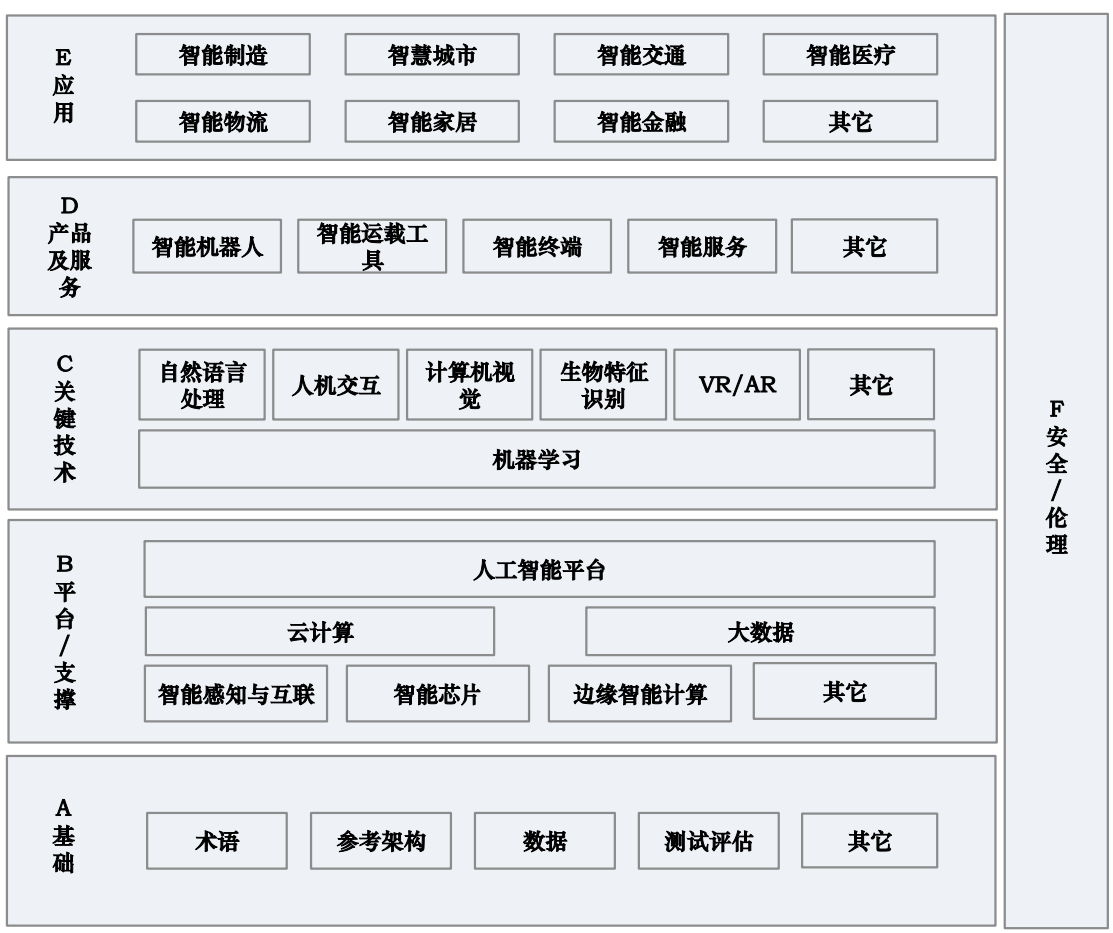 E
应
用
智能制造
智慧城市
智能交通
智能医疗
智能物流
智能家居
智能金融
其它
D
产品
及服
务
智能机器人
智能运载工
具
智能终端
智能服务
其它
C
关
键
技
术
自然语言
处理
人机交互
计算机视
觉
生物特征
识别
VR/AR
其它
机器学习
B
平
台
/
支
撑
人工智能平台
云计算
大数据
智能感知与互联
智能芯片
边缘智能计算
其它
A
基
础
术语
参考架构
数据
测试评估
其它
F
安
全
/
伦
理